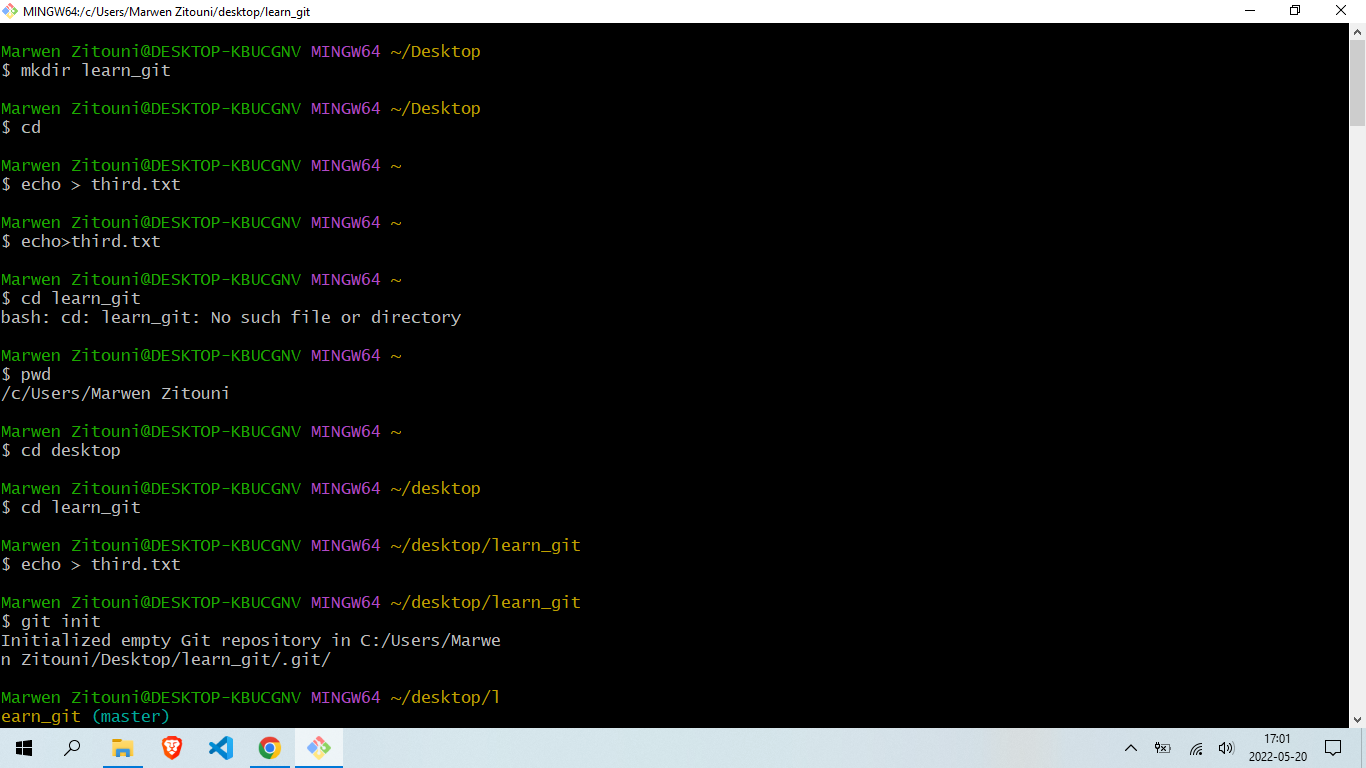 MINGW64:/c/Users/Marwen Zitouni/desktop/learn_git
Marwen Zitouni@DESKTOP-KBUCGNV MINGW64 ~/Desktop
$ mkdir learn_git
Marwen Zitouni@DESKTOP-KBUCGNV MINGW64 ~/Desktop
$ cd
Marwen Zitouni@DESKTOP-KBUCGNV MINGW64 ~
$ echo > third.txt
Marwen Zitouni@DESKTOP-KBUCGNV MINGW64 ~
$ echo>third.txt
Marwen Zitouni@DESKTOP-KBUCGNV MINGW64 ~
$ cd learn_git
bash: cd: learn_git: No such file or directory
Marwen Zitouni@DESKTOP-KBUCGNV MINGW64 ~
$ pwd
/c/Users/Marwen Zitouni
Marwen Zitouni@DESKTOP-KBUCGNV MINGW64 ~
$ cd desktop
Marwen Zitouni@DESKTOP-KBUCGNV MINGW64 ~/desktop
$ cd learn_git
Marwen Zitouni@DESKTOP-KBUCGNV MINGW64 ~/desktop/learn_git
$ echo > third.txt
Marwen Zitouni@DESKTOP-KBUCGNV MINGW64 ~/desktop/learn_git
$ git init
Initialized empty Git repository in C:/Users/Marwe
n Zitouni/Desktop/learn_git/.git/
Marwen Zitouni@DESKTOP-KBUCGNV MINGW64 ~/desktop/l
earn_git (master)
17:01
2022-05-20